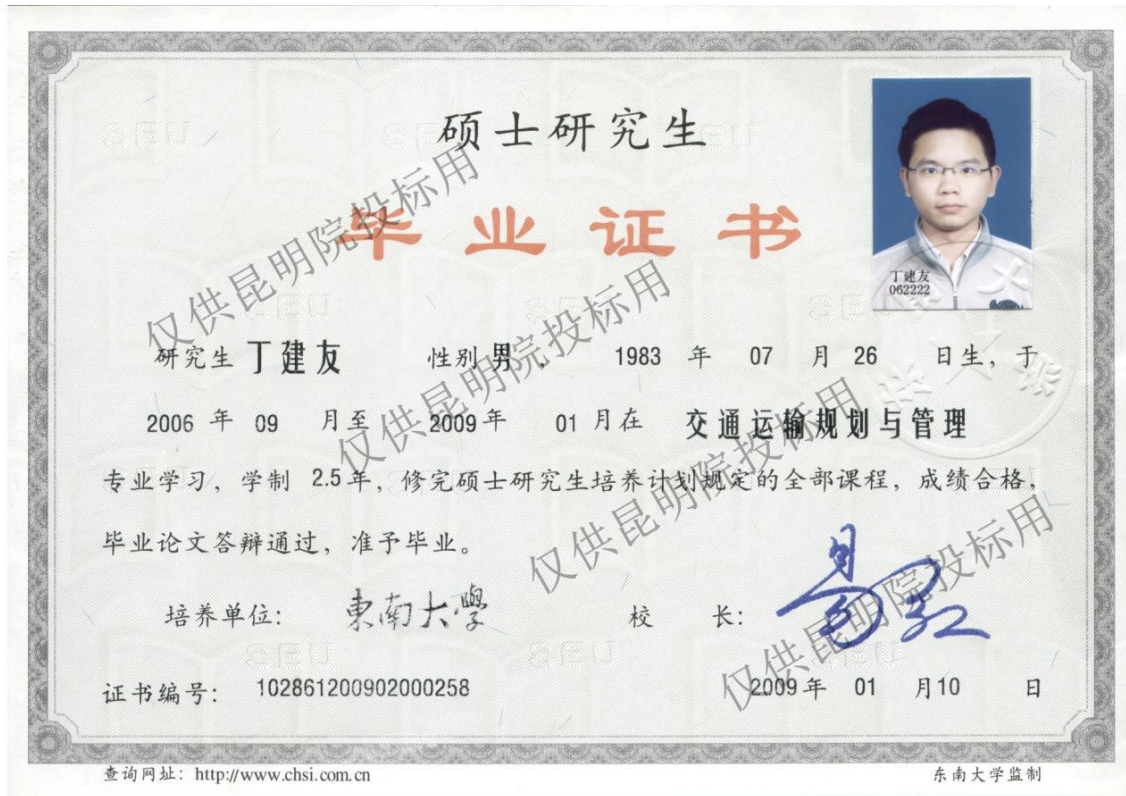 硕士研究生
毕业证书
丁建友
062222
研究生 丁建友 性别 男 , 1983 年 07 月 26 日生, 于
2006 年 09 月至 2009 年 01 月在 交通运输规划与管理
专业学习, 学制 2.5 年, 修完硕士研究生培养计划规定的全部课程, 成绩合格,
毕业论文答辩通过, 准予毕业。
培养单位: 東南大學 校 长:
证书编号: 102861200902000258 2009 年 01 月 10 日
查询网址: http://www.chsi.com.cn 东南大学监制
仅供昆明院投标用
仅供昆明院投标用
仅供昆明院投标用
仅供昆明院投标用